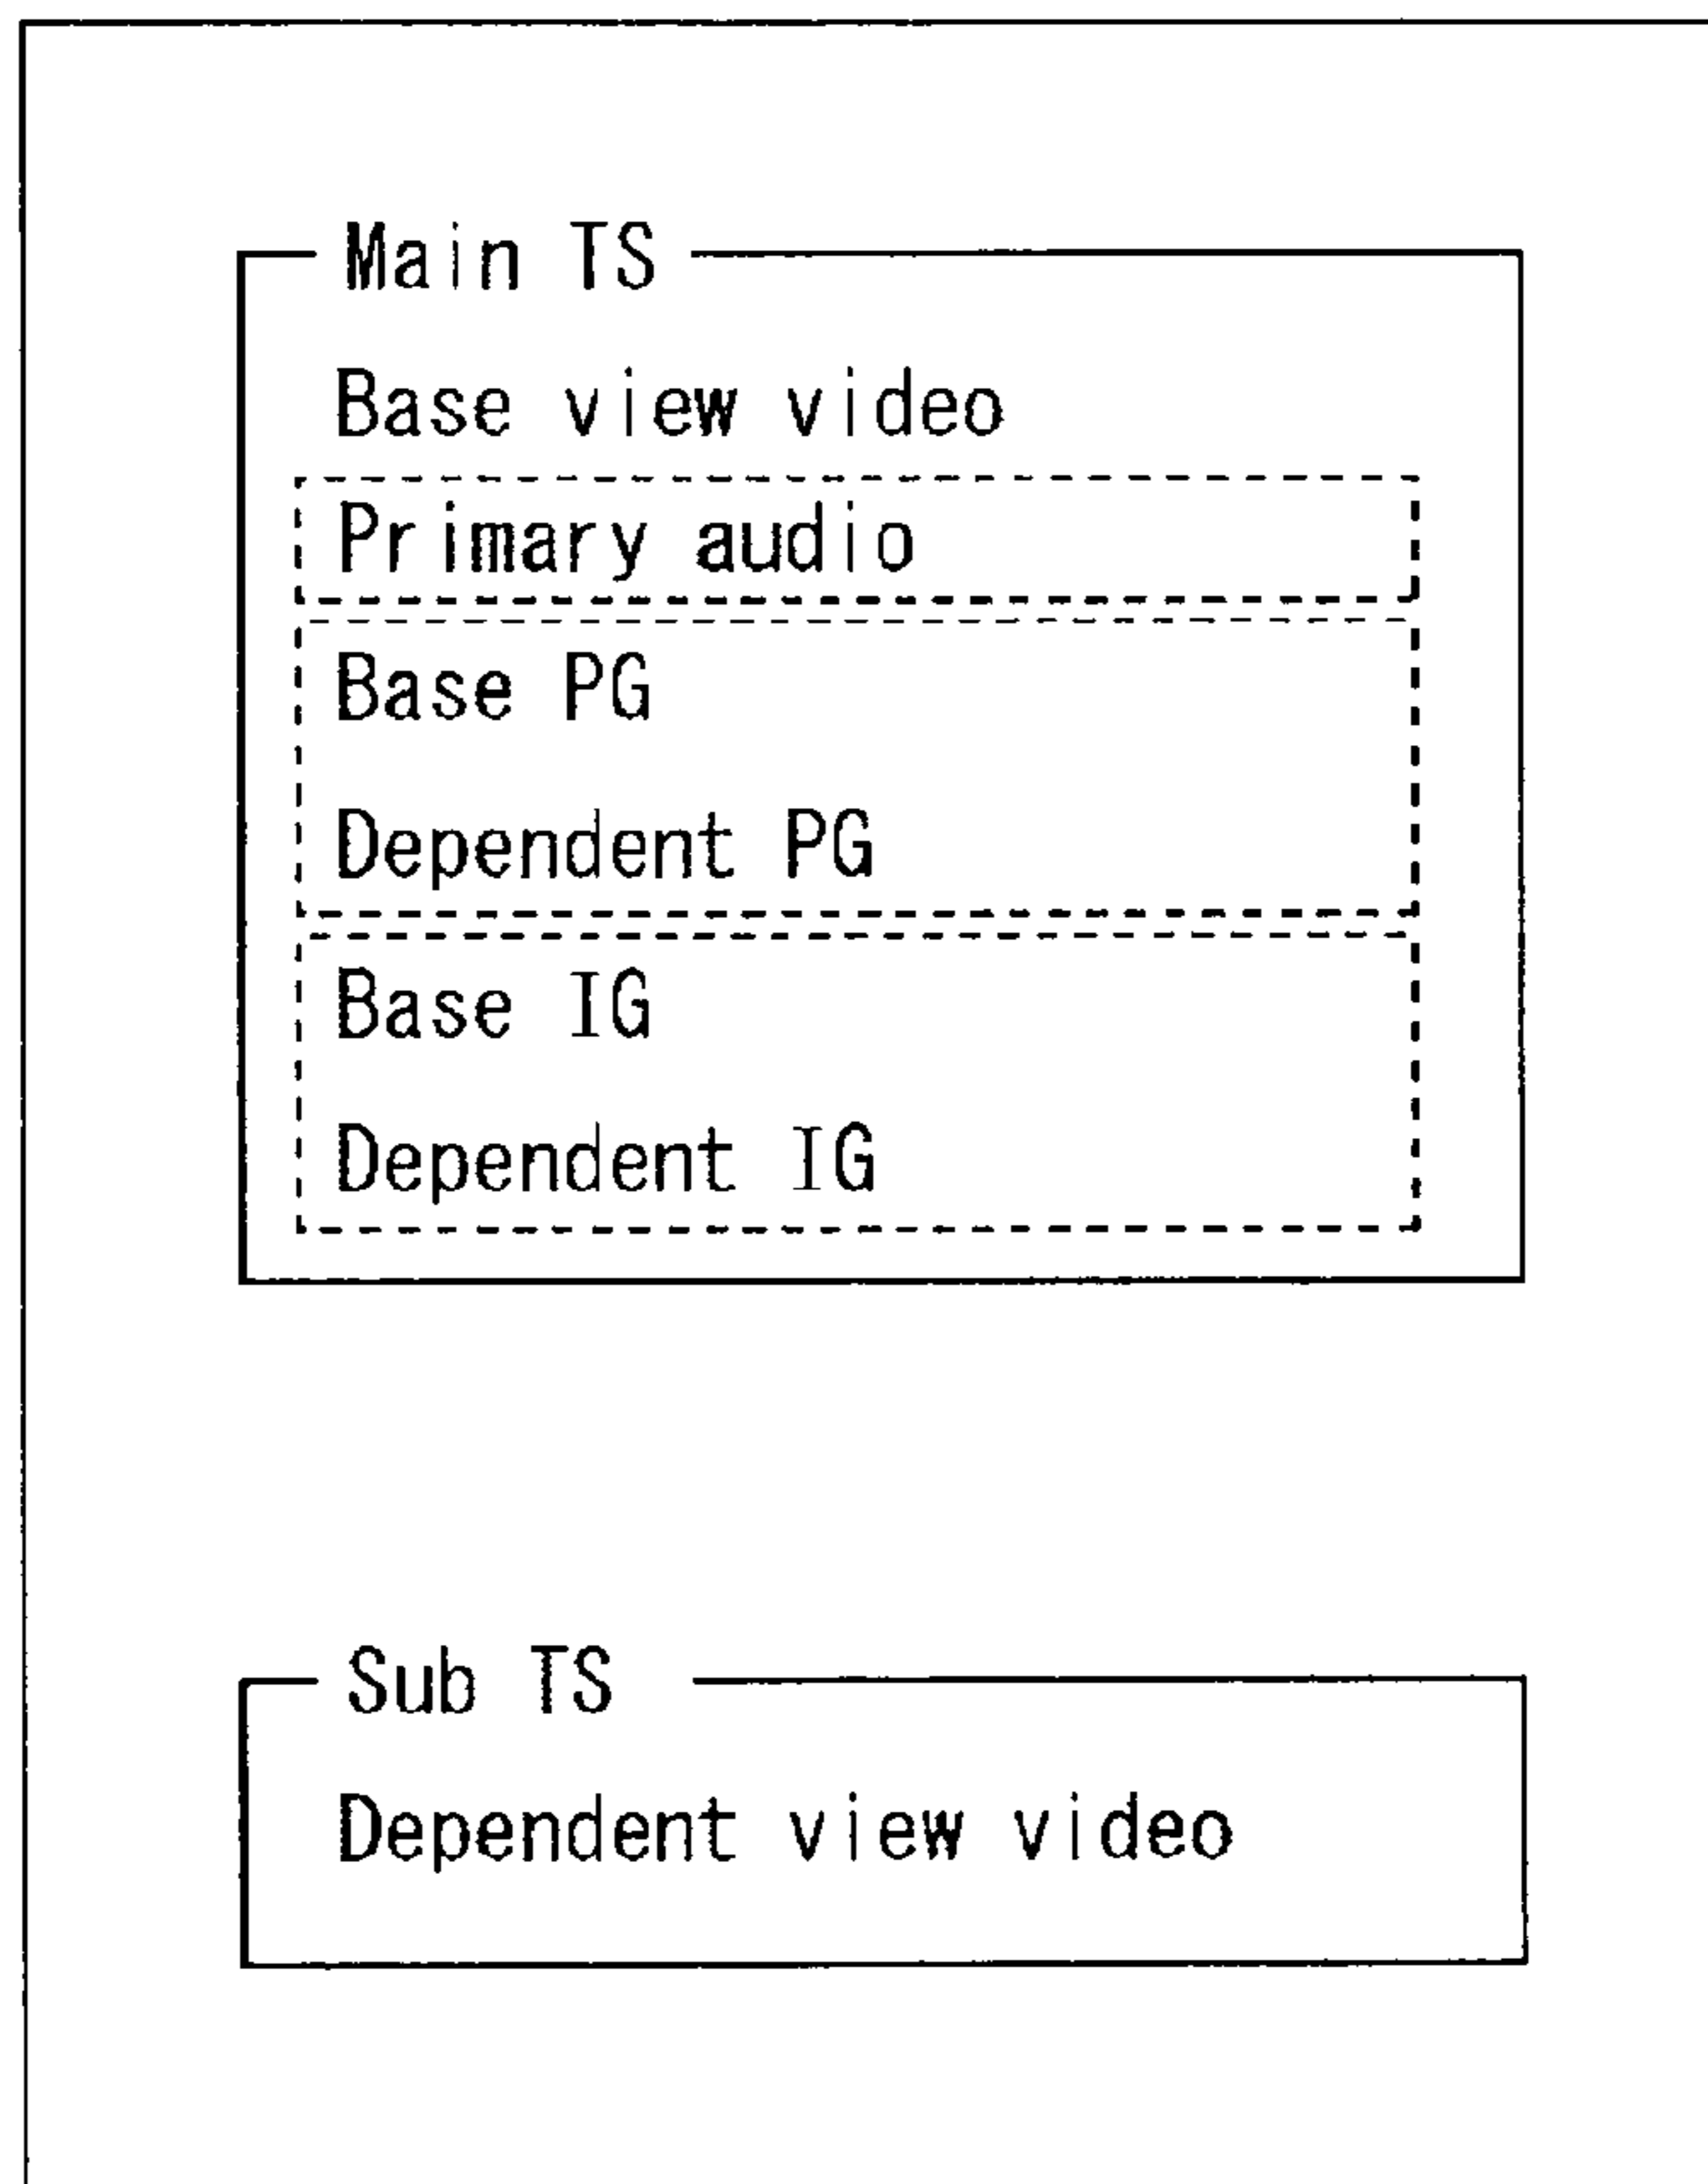 Main TS
Base view video
Primary audio
Base PG
Dependent PG
Base IG
Dependent IG
Sub TS
Dependent view video